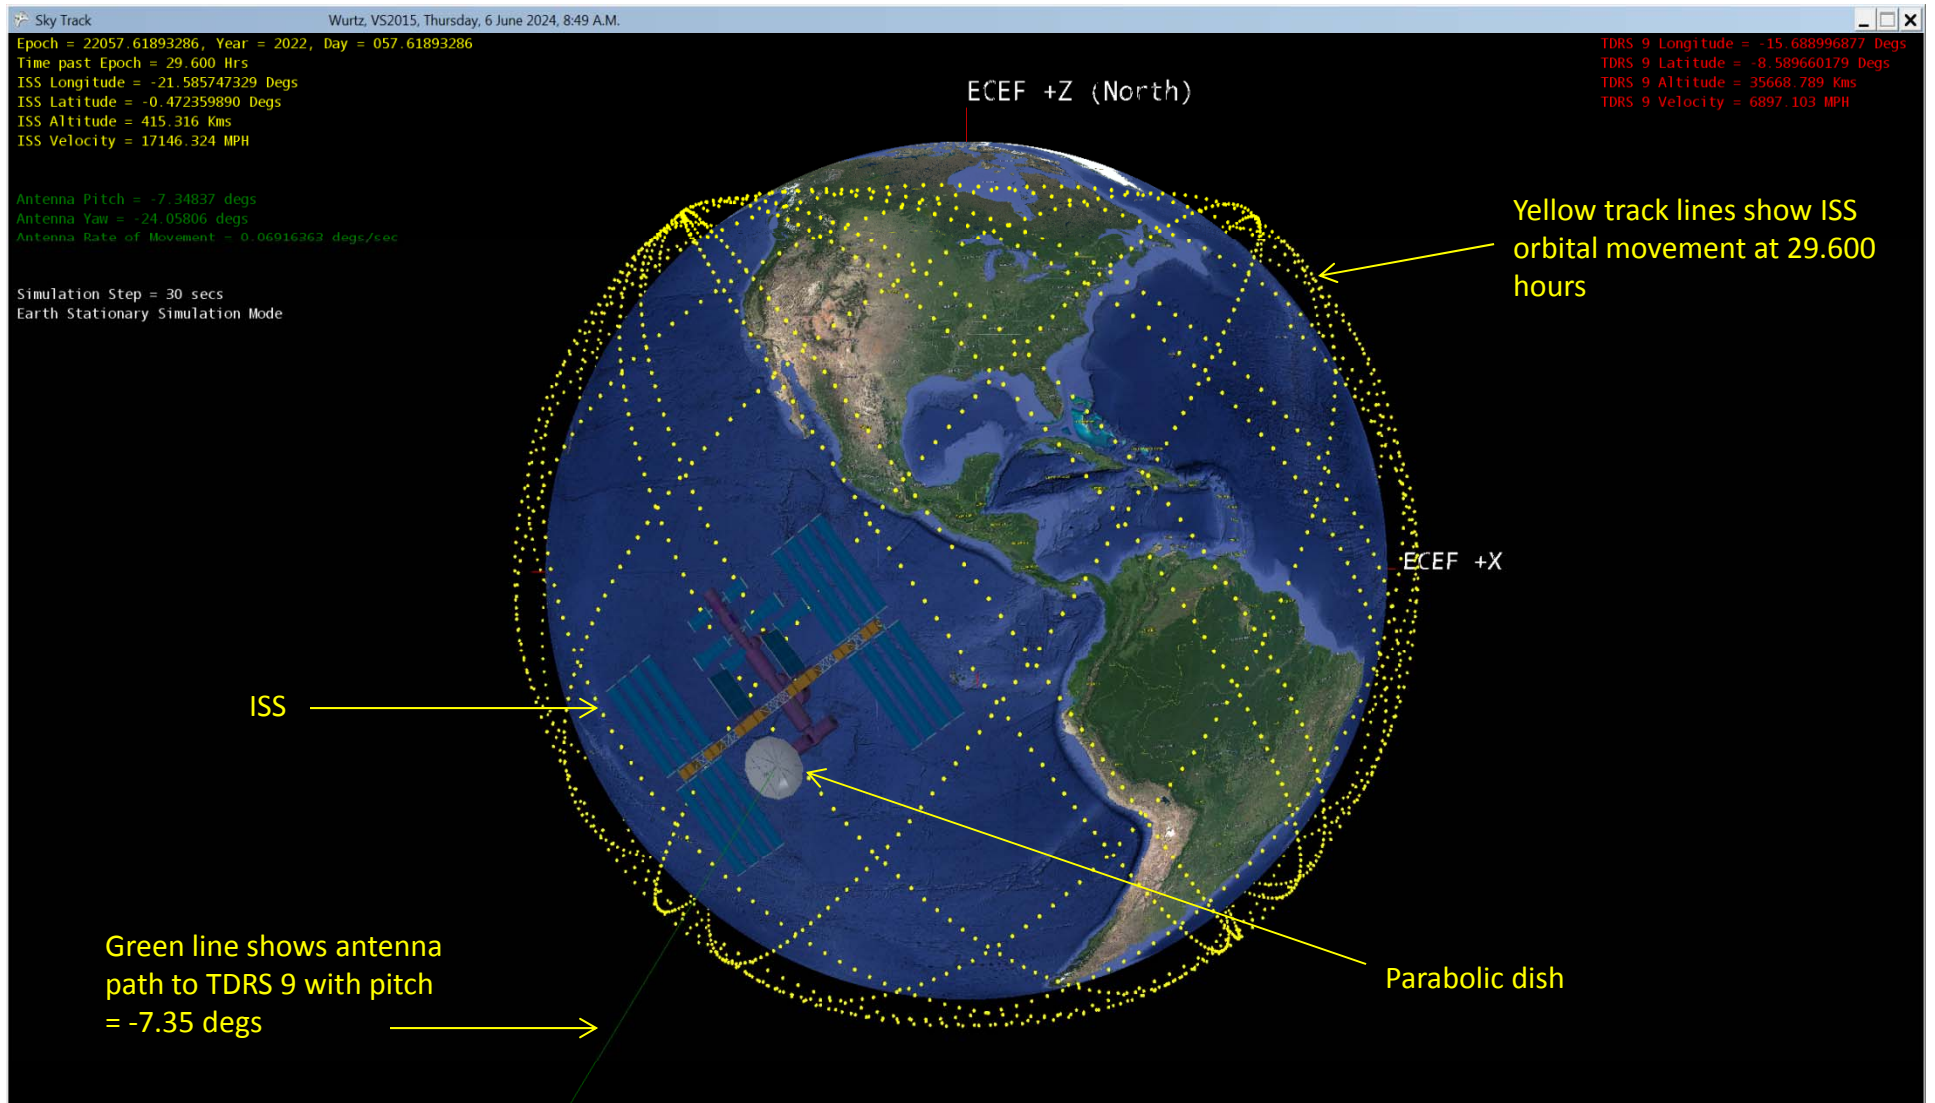 Sky Track
Wurtz, VS2015, Thursday, 6 June 2024, 8:49 A.M.
Epoch = 22057.61893286, Year = 2022, Day = 057.61893286
Time past Epoch = 29.600 Hrs
ISS Longitude = -21.585747329 Degs
ISS Latitude = -0.472359890 Degs
ISS Altitude = 415.316 Kms
ISS Velocity = 17146.324 MPH
TDRS 9 Longitude = -15.688996877 Degs
TDRS 9 Latitude = -8.589660179 Degs
TDRS 9 Altitude = 35668.789 Kms
TDRS 9 Velocity = 6897.103 MPH
Antenna Pitch = -7.34837 degs
Antenna Yaw = -24.05806 degs
Antenna Rate of Movement = 0.06916363 degs/sec
Simulation Step = 30 secs
Earth Stationary Simulation Mode
ECEF +Z (North)
Yellow track lines show ISS
orbital movement at 29.600
hours
ECEF +X
ISS
Green line shows antenna
path to TDRS 9 with pitch
= -7.35 degs
Parabolic dish